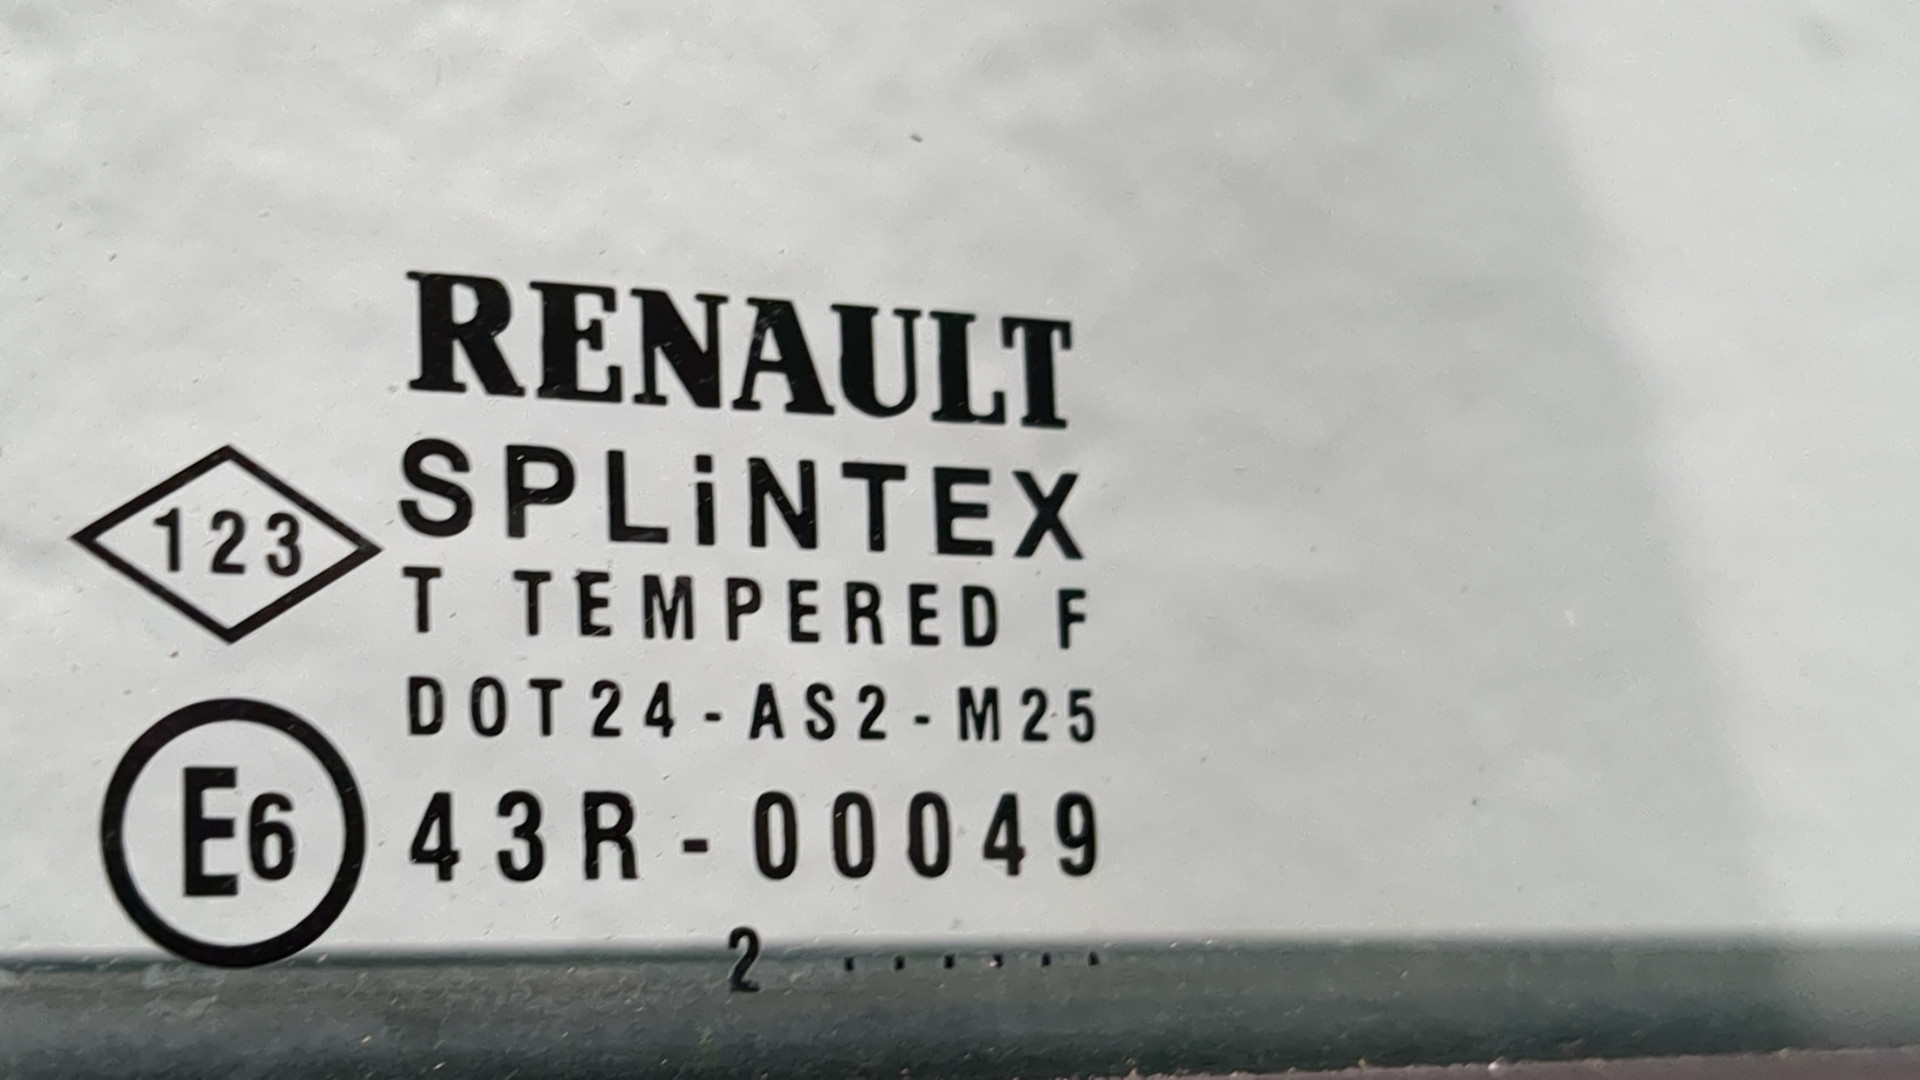 RENAULT
SPLiNTEX
123
T TEMPERED F
DOT24-AS2-M25
E6
43R-00049
2 ......